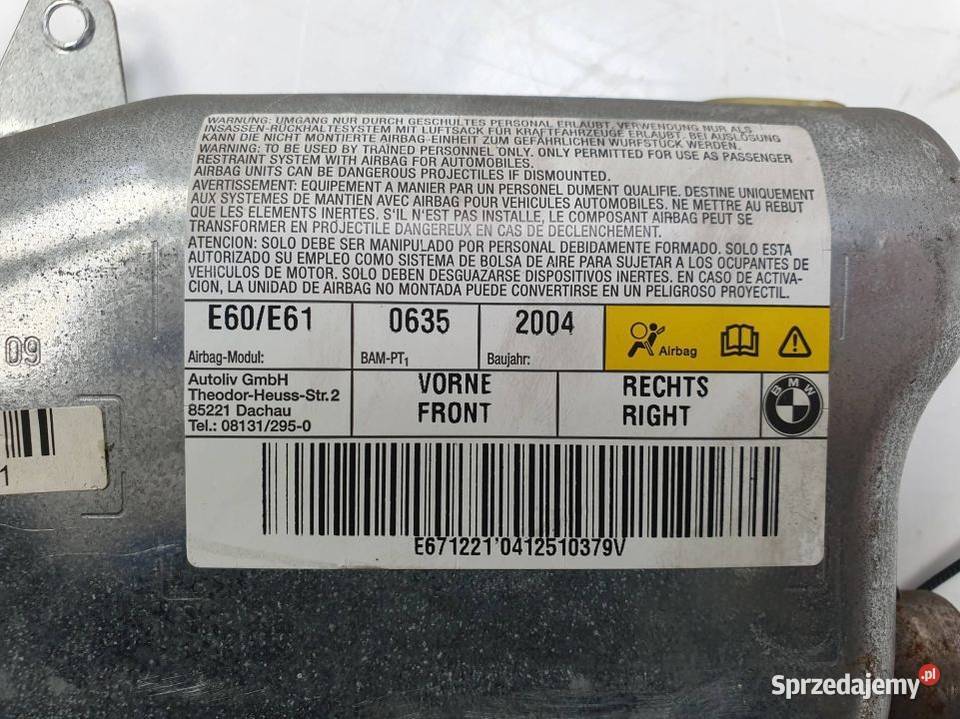 WARNUNG: UMGANG NUR DURCH GESCHULTES PERSONAL ERLAUBT. VERWENDUNG NUR ALS
INSASSEN-RÜCKHALTESYSTEM MIT LUFTSACK FÜR KRAFTFAHRZEUGE ERLAUBT. BEI AUSLÖSUNG
KANN DIE NICHT MONTIERTE AIRBAG-EINHEIT ZUM GEFÄHRLICHEN WURFSTÜCK WERDEN.
WARNING: TO BE USED BY TRAINED PERSONNEL ONLY. ONLY PERMITTED FOR USE AS PASSENGER
RESTRAINT SYSTEM WITH AIRBAG FOR AUTOMOBILES.
AIRBAG UNITS CAN BE DANGEROUS PROJECTILES IF DISMOUNTED.
AVERTISSEMENT: EQUIPEMENT A MANIER PAR UN PERSONEL DUMENT QUALIFIE. DESTINE UNIQUEMENT
AUX SYSTEMES DE MANTIEN AVEC AIRBAG POUR VEHICULES AUTOMOBILES. NE METTRE AU REBUT
QUE LES ELEMENTS INERTES. S'IL N'EST PAS INSTALLE, LE COMPOSANT AIRBAG PEUT SE
TRANSFORMER EN PROJECTILE DANGEREUX EN CAS DE DECLENCHEMENT.
ATENCION: SOLO DEBE SER MANIPULADO POR PERSONAL DEBIDAMENTE FORMADO. SOLO ESTA
AUTORIZADO SU EMPLEO COMO SISTEMA DE BOLSA DE AIRE PARA SUJETAR A LOS OCUPANTES DE
VEHICULOS DE MOTOR. SOLO DEBEN DESGUAZARSE DISPOSITIVOS INERTES. EN CASO DE ACTIVA-
CION, LA UNIDAD DE AIRBAG NO MONTADA PUEDE CONVERTIRSE EN UN PELIGROSO PROYECTIL.
E60/E61 0635 2004
Airbag-Modul: BAM-PT1 Baujahr: Airbag
09
Autoliv GmbH
Theodor-Heuss-Str.2
85221 Dachau
Tel.: 08131/295-0
VORNE
FRONT
RECHTS
RIGHT
BMW
1
E671221'0412510379V
Sprzedajemy.pl